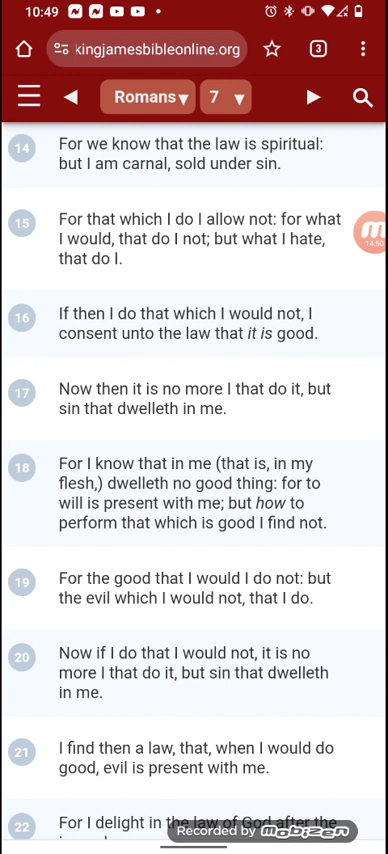 10:49
kingjamesbibleonline.org
3
Romans 7
14 For we know that the law is spiritual:
but I am carnal, sold under sin.
15 For that which I do I allow not: for what
I would, that do I not; but what I hate,
that do I.
14:50
16 If then I do that which I would not, I
consent unto the law that it is good.
17 Now then it is no more I that do it, but
sin that dwelleth in me.
18 For I know that in me (that is, in my
flesh,) dwelleth no good thing: for to
will is present with me; but how to
perform that which is good I find not.
19 For the good that I would I do not: but
the evil which I would not, that I do.
20 Now if I do that I would not, it is no
more I that do it, but sin that dwelleth
in me.
21 I find then a law, that, when I would do
good, evil is present with me.
22 For I delight in the law of God after the
Recorded by mobizen